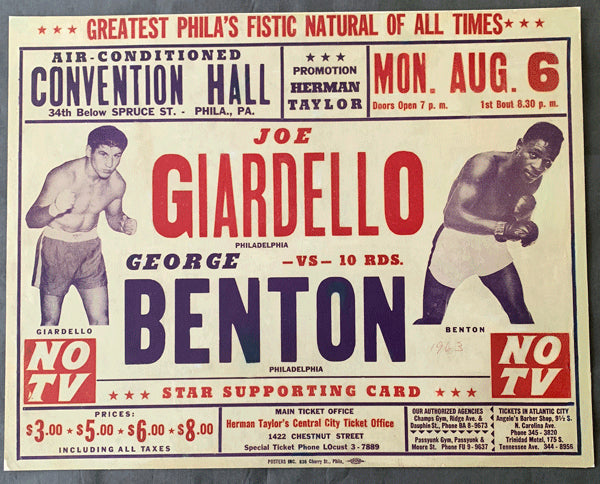 ★ ★ ★ GREATEST PHILA'S FISTIC NATURAL OF ALL TIMES ★ ★ ★
AIR-CONDITIONED
CONVENTION HALL
34th Below SPRUCE ST. - PHILA., PA.
★ ★ ★
PROMOTION
HERMAN
TAYLOR
MON. AUG. 6
Doors Open 7 p. m. 1st Bout 8.30 p. m.
JOE
GIARDELLO
PHILADELPHIA
GEORGE —VS— 10 RDS.
BENTON
PHILADELPHIA
GIARDELLO
BENTON
1963
NO
TV
NO
TV
★ ★ ★ STAR SUPPORTING CARD ★ ★ ★
PRICES:
$3.00 ★ $5.00 ★ $6.00 ★ $8.00
INCLUDING ALL TAXES
MAIN TICKET OFFICE
Herman Taylor's Central City Ticket Office
1422 CHESTNUT STREET
Special Ticket Phone LOcust 3 - 7889
OUR AUTHORIZED AGENCIES
Champs Gym, Ridge Ave. &
Dauphin St., Phone BA 8-9673
Passyunk Gym, Passyunk &
Moore St. Phone FU 9-9637
TICKETS IN ATLANTIC CITY
Angelo's Barber Shop, 9½ S.
N. Carolina Ave.
Phone 345 - 3820
Trinidad Motel, 175 S.
Tennessee Ave. 344 - 8956
POSTERS INC. 836 Cherry St., Phila.